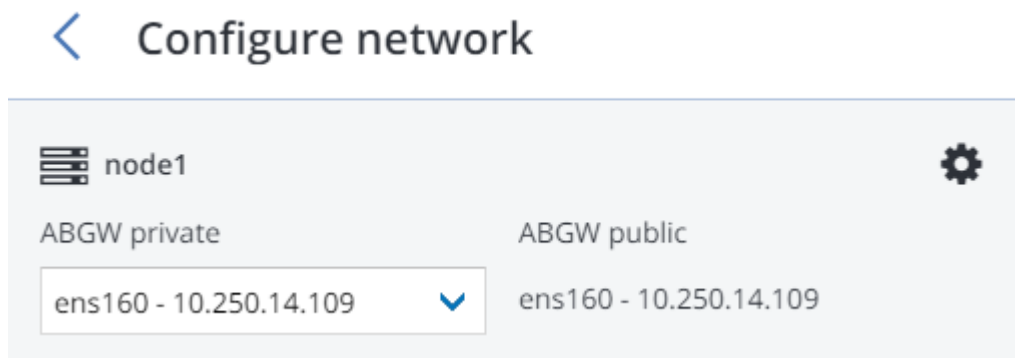 Configure network
node1
ABGW private
ABGW public
ens160 - 10.250.14.109
ens160 - 10.250.14.109